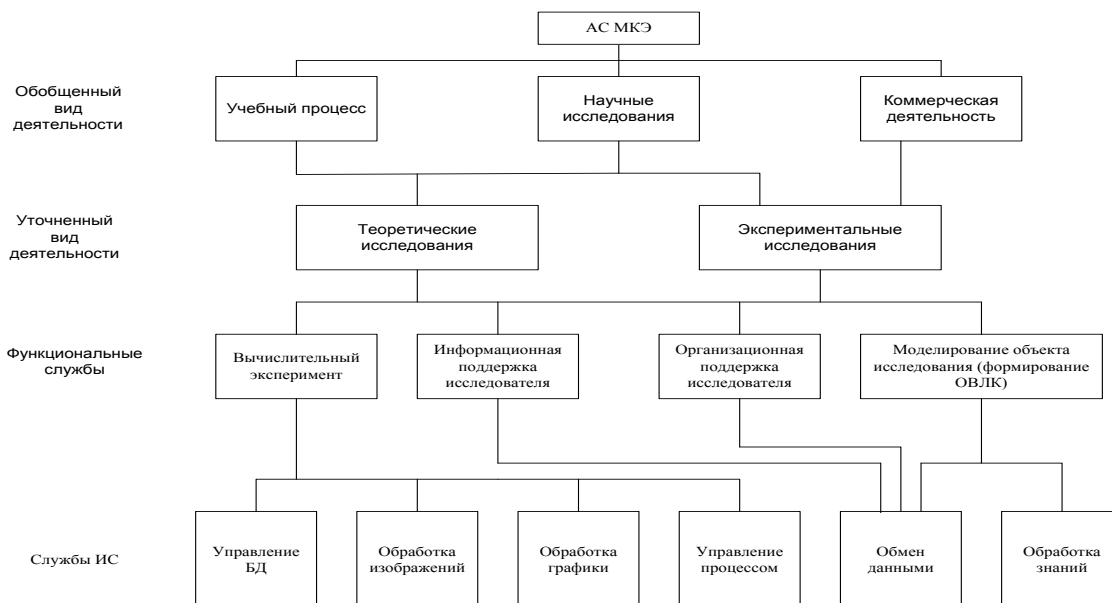 АС МКЭ
Обобщенный
вид
деятельности
Учебный процесс
Научные
исследования
Коммерческая
деятельность
Уточненный
вид
деятельности
Теоретические
исследования
Экспериментальные
исследования
Функциональные
службы
Вычислительный
эксперимент
Информационная
поддержка
исследователя
Организационная
поддержка
исследователя
Моделирование объекта
исследования (формирование
ОВЛК)
Службы ИС
Управление
БД
Обработка
изображений
Обработка
графики
Управление
процессом
Обмен
данными
Обработка
знаний